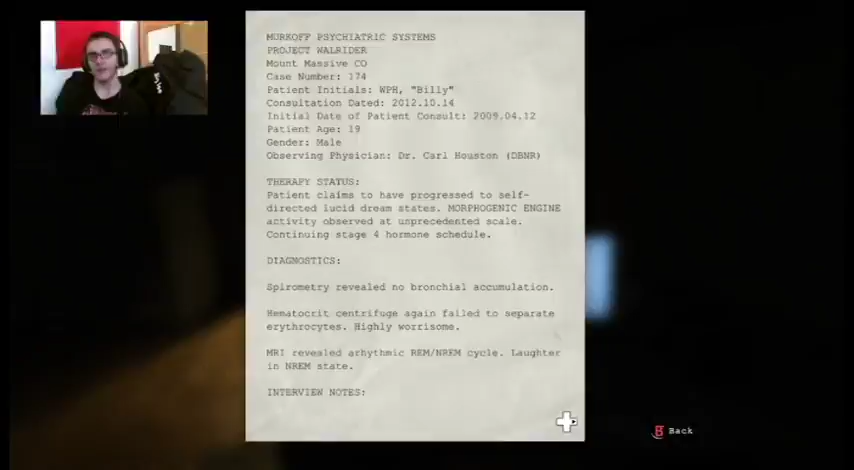 MURKOFF PSYCHIATRIC SYSTEMS
PROJECT WALRIDER
Mount Massive CO
Case Number: 174
Patient Initials: WPH, "Billy"
Consultation Dated: 2012.10.14
Initial Date of Patient Consult: 2009.04.12
Patient Age: 19
Gender: Male
Observing Physician: Dr. Carl Houston (DBNR)
THERAPY STATUS:
Patient claims to have progressed to self-
directed lucid dream states. MORPHOGENIC ENGINE
activity observed at unprecedented scale.
Continuing stage 4 hormone schedule.
DIAGNOSTICS:
Spirometry revealed no bronchial accumulation.
Hematocrit centrifuge again failed to separate
erythrocytes. Highly worrisome.
MRI revealed arhythmic REM/NREM cycle. Laughter
in NREM state.
INTERVIEW NOTES:
Back